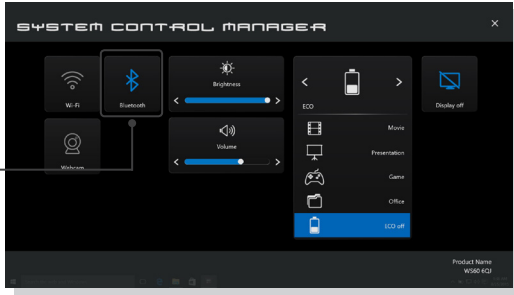 SYSTEM CONTROL MANAGER
Wi-Fi
Bluetooth
Brightness
ECO
Display off
Movie
Webcam
Volume
Presentation
Game
Office
ECO off
Product Name
WS60 6QJ